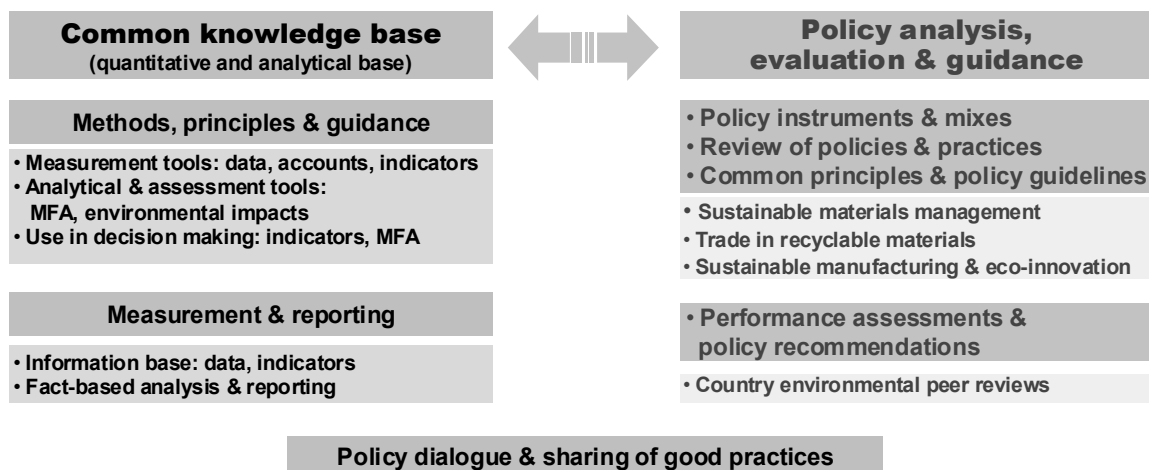 Common knowledge base
(quantitative and analytical base)
Methods, principles & guidance
• Measurement tools: data, accounts, indicators
• Analytical & assessment tools:
MFA, environmental impacts
• Use in decision making: indicators, MFA
Measurement & reporting
• Information base: data, indicators
• Fact-based analysis & reporting
Policy analysis,
evaluation & guidance
• Policy instruments & mixes
• Review of policies & practices
• Common principles & policy guidelines
• Sustainable materials management
• Trade in recyclable materials
• Sustainable manufacturing & eco-innovation
• Performance assessments &
policy recommendations
• Country environmental peer reviews
Policy dialogue & sharing of good practices